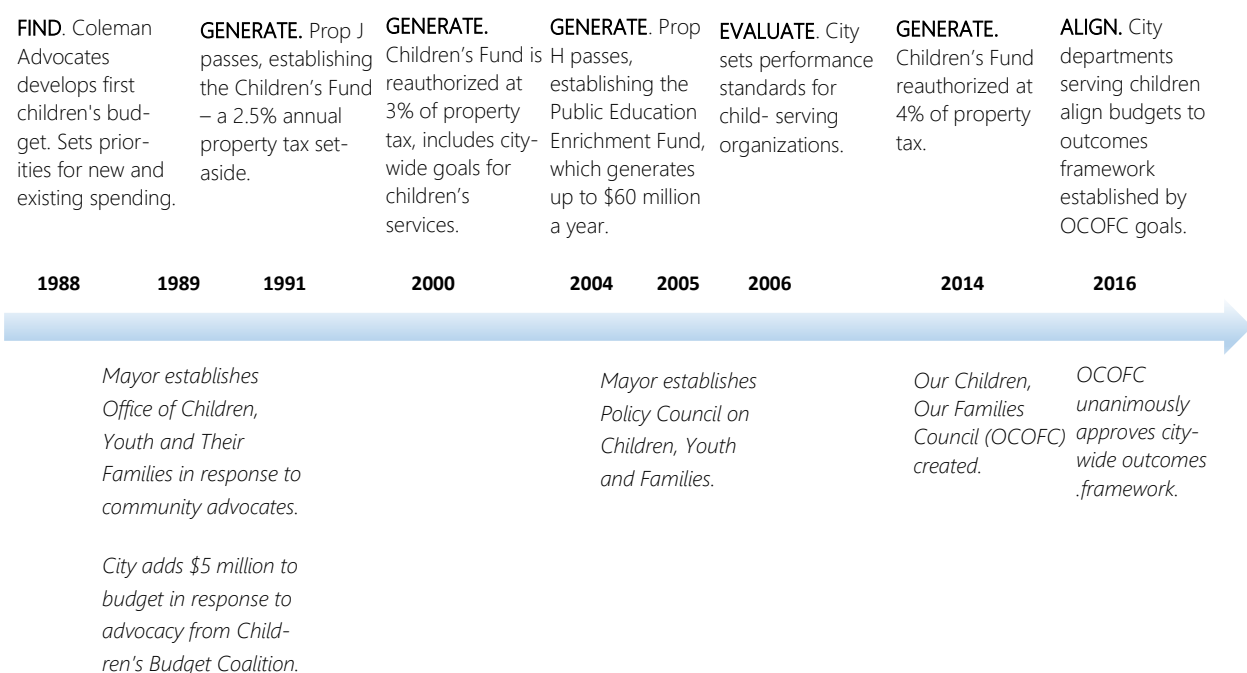 FIND. Coleman
Advocates
develops first
children's bud-
get. Sets prior-
ities for new and
existing spending.
GENERATE. Prop J
passes, establishing
the Children's Fund
– a 2.5% annual
property tax set-
aside.
GENERATE.
Children's Fund is
reauthorized at
3% of property
tax, includes city-
wide goals for
children's
services.
GENERATE. Prop
H passes,
establishing the
Public Education
Enrichment Fund,
which generates
up to $60 million
a year.
EVALUATE. City
sets performance
standards for
child- serving
organizations.
GENERATE.
Children's Fund
reauthorized at
4% of property
tax.
ALIGN. City
departments
serving children
align budgets to
outcomes
framework
established by
OCOFC goals.
1988 1989 1991 2000 2004 2005 2006 2014 2016
Mayor establishes
Office of Children,
Youth and Their
Families in response to
community advocates.
City adds $5 million to
budget in response to
advocacy from Child-
ren's Budget Coalition.
Mayor establishes
Policy Council on
Children, Youth
and Families.
Our Children,
Our Families
Council (OCOFC)
created.
OCOFC
unanimously
approves city-
wide outcomes
.framework.